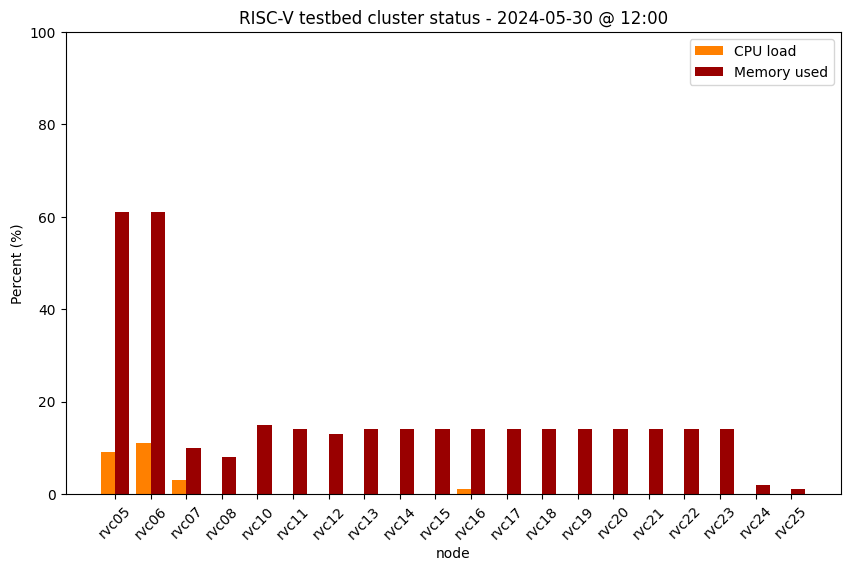 RISC-V testbed cluster status - 2024-05-30 @ 12:00
CPU load
Memory used
Percent (%)
100
80
60
40
20
0
rvc05
rvc06
rvc07
rvc08
rvc10
rvc11
rvc12
rvc13
rvc14
rvc15
rvc16
rvc17
rvc18
rvc19
rvc20
rvc21
rvc22
rvc23
rvc24
rvc25
node